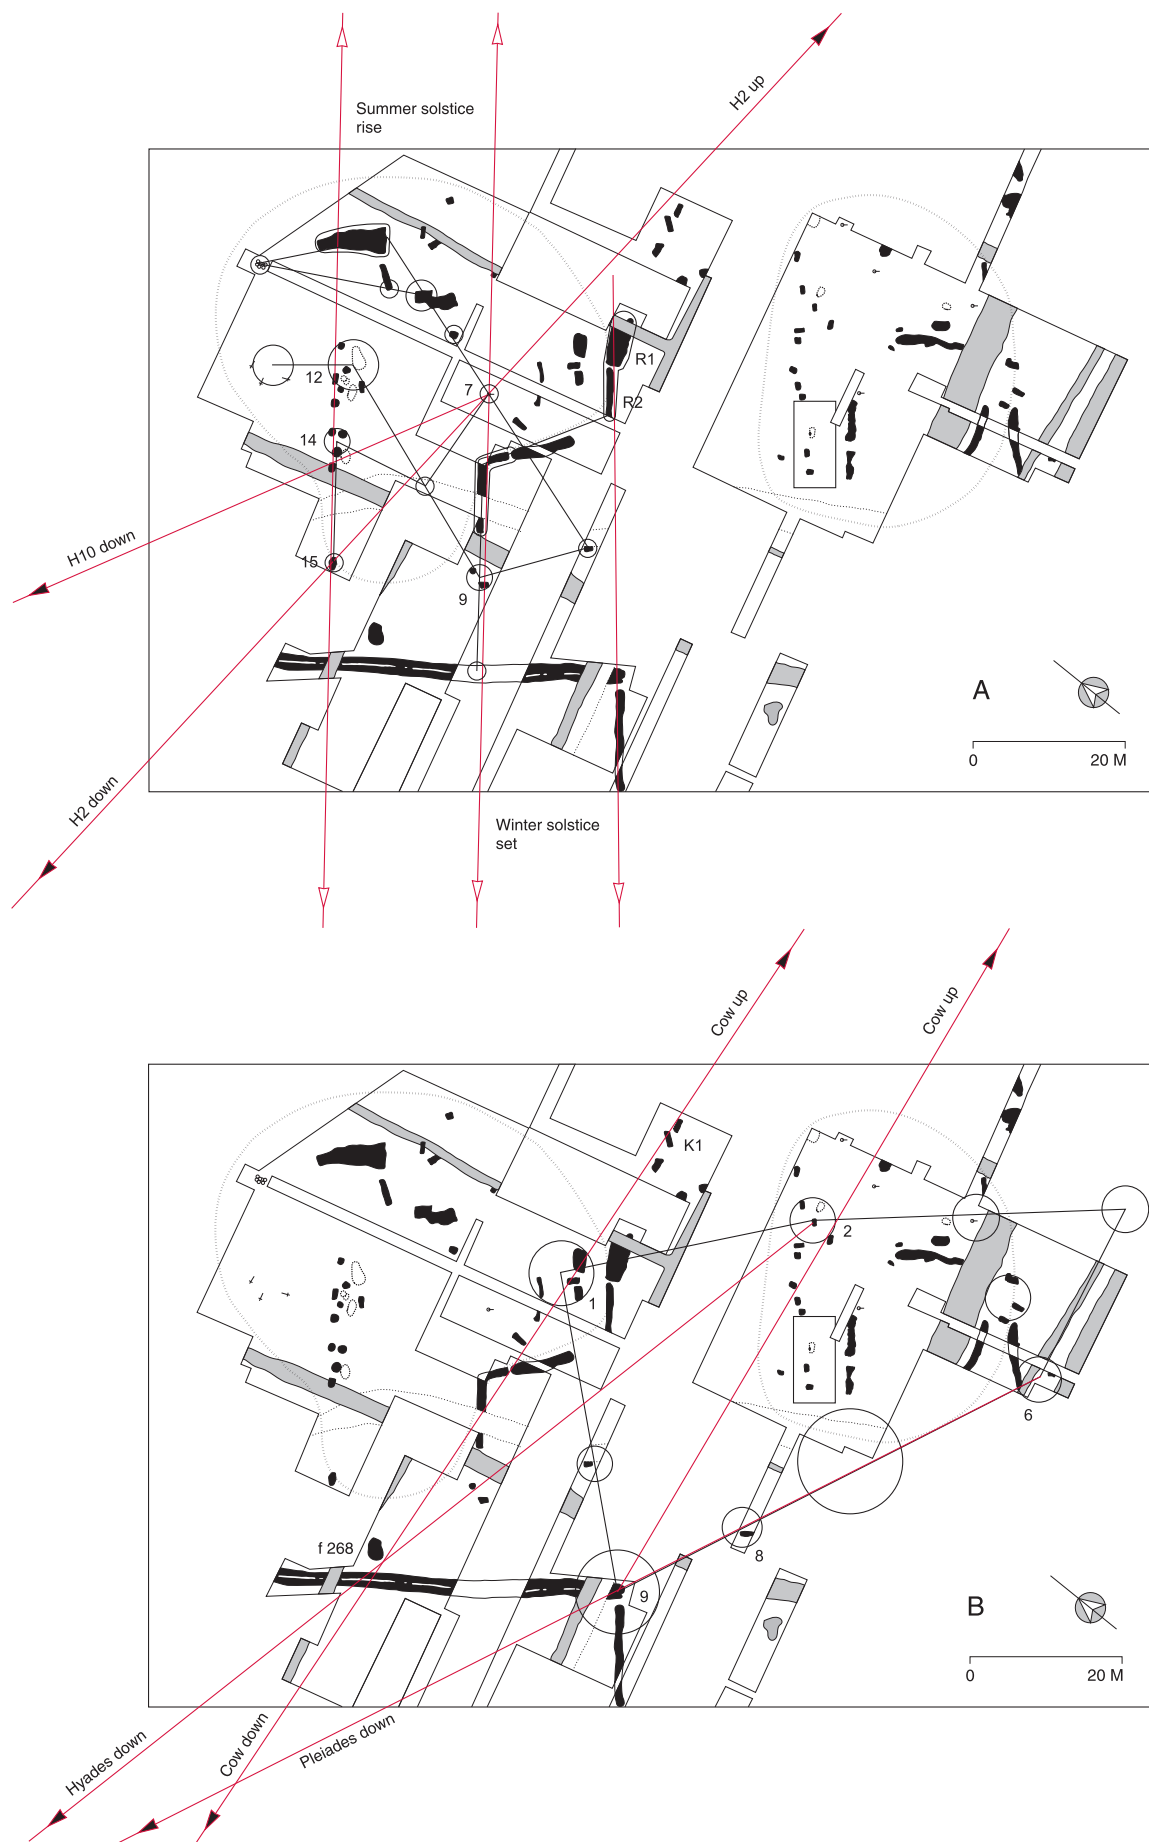 Summer solstice
rise
H2 up
R1
12
7
R2
14
H10 down
15
9
A
0 20 M
H2 down
Winter solstice
set
Cow up
Cow up
K1
2
1
6
f 268
8
9
B
0 20 M
Hyades down
Cow down
Pleiades down